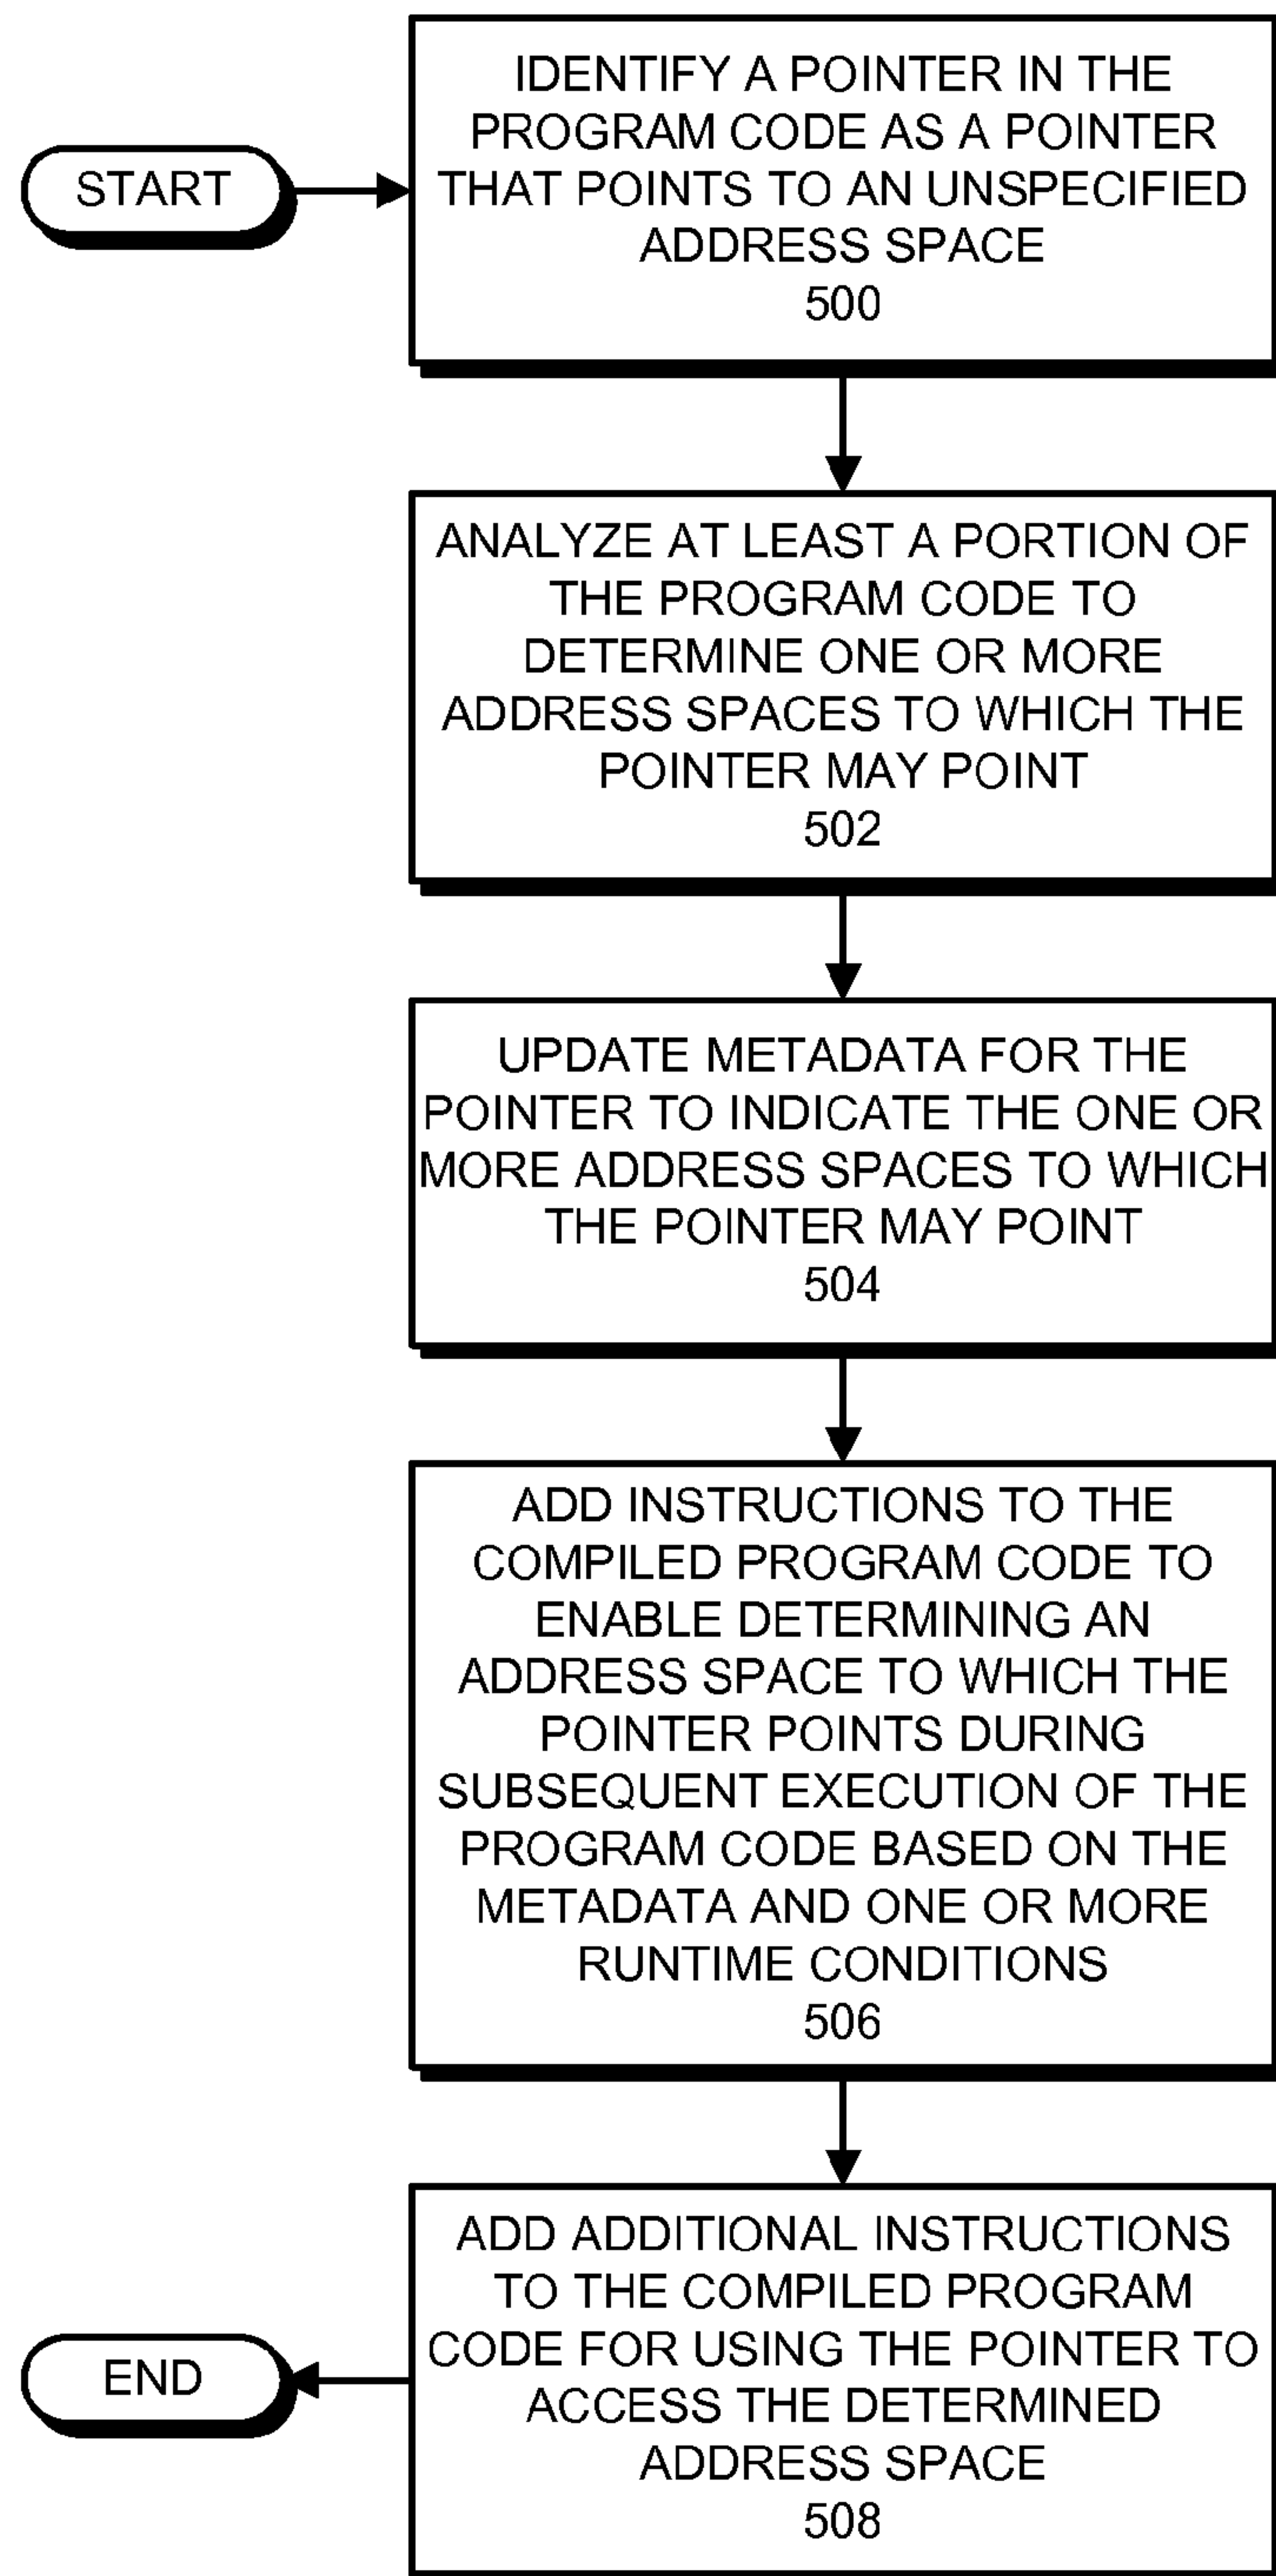 START
IDENTIFY A POINTER IN THE
PROGRAM CODE AS A POINTER
THAT POINTS TO AN UNSPECIFIED
ADDRESS SPACE
500
ANALYZE AT LEAST A PORTION OF
THE PROGRAM CODE TO
DETERMINE ONE OR MORE
ADDRESS SPACES TO WHICH THE
POINTER MAY POINT
502
UPDATE METADATA FOR THE
POINTER TO INDICATE THE ONE OR
MORE ADDRESS SPACES TO WHICH
THE POINTER MAY POINT
504
ADD INSTRUCTIONS TO THE
COMPILED PROGRAM CODE TO
ENABLE DETERMINING AN
ADDRESS SPACE TO WHICH THE
POINTER POINTS DURING
SUBSEQUENT EXECUTION OF THE
PROGRAM CODE BASED ON THE
METADATA AND ONE OR MORE
RUNTIME CONDITIONS
506
ADD ADDITIONAL INSTRUCTIONS
TO THE COMPILED PROGRAM
CODE FOR USING THE POINTER TO
ACCESS THE DETERMINED
ADDRESS SPACE
508
END